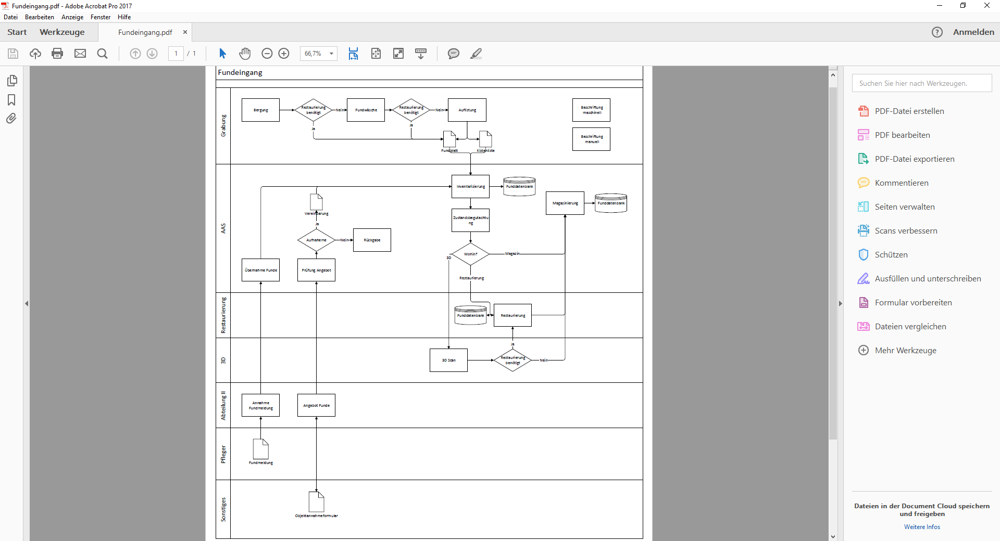 Fundeingang.pdf - Adobe Acrobat Pro 2017
Datei Bearbeiten Anzeige Fenster Hilfe
Start Werkzeuge Fundeingang.pdf × Anmelden
1 / 1 66,7%
Fundeingang
Grabung
Bergung
Restaurierung
benötigt
Nein
Fundwäsche
Restaurierung
benötigt
Nein
Auflistung
Beschriftung
maschinell
Ja
Ja
Beschriftung
manuell
Fundblatt
Kistenliste
AAS
Inventarisierung
Funddatenbank
Magazinierung
Funddatenbank
Vereinbarung
Zustandsbegutachtu
ng
Ja
Aufnaheme
Nein
Rückgabe
Wohin?
Magazin
3D
Übernahme Funde
Prüfung Angebot
Restaurierung
Restaurierung
Funddatenbank
Restaurierung
3D
Ja
3D Scan
Restaurierung
benötigt
Nein
Abteilung II
Annahme
Fundmeldung
Angebot Funde
Pfleger
Fundmeldung
Sonstiges
Objektannahmeformular
Suchen Sie hier nach Werkzeugen.
PDF-Datei erstellen
PDF bearbeiten
PDF-Datei exportieren
Kommentieren
Seiten verwalten
Scans verbessern
Schützen
Ausfüllen und unterschreiben
Formular vorbereiten
Dateien vergleichen
Mehr Werkzeuge
Dateien in der Document Cloud speichern
und freigeben
Weitere Infos